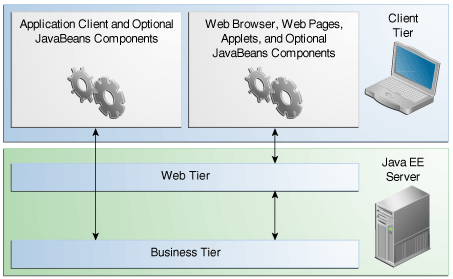 Application Client and Optional
JavaBeans Components
Web Browser, Web Pages,
Applets, and Optional
JavaBeans Components
Client
Tier
Java EE
Server
Web Tier
Business Tier